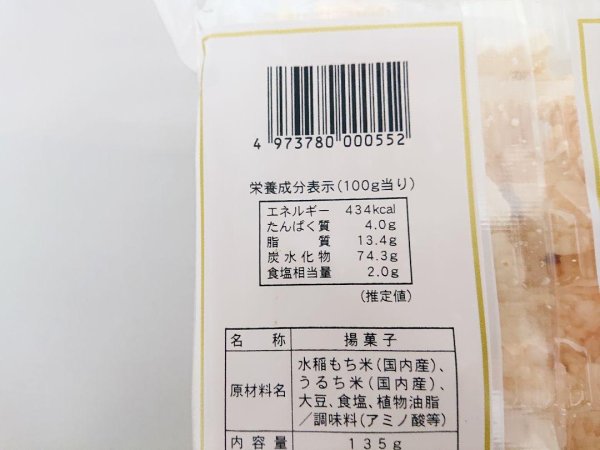 4 973780 000552
栄養成分表示(100g当り)
エネルギー 434kcal
たんぱく質 4.0g
脂質 13.4g
炭水化物 74.3g
食塩相当量 2.0g
(推定値)
名称 揚菓子
原材料名 水稲もち米(国内産)、
うるち米(国内産)、
大豆、食塩、植物油脂
/調味料(アミノ酸等)
内容量 135g